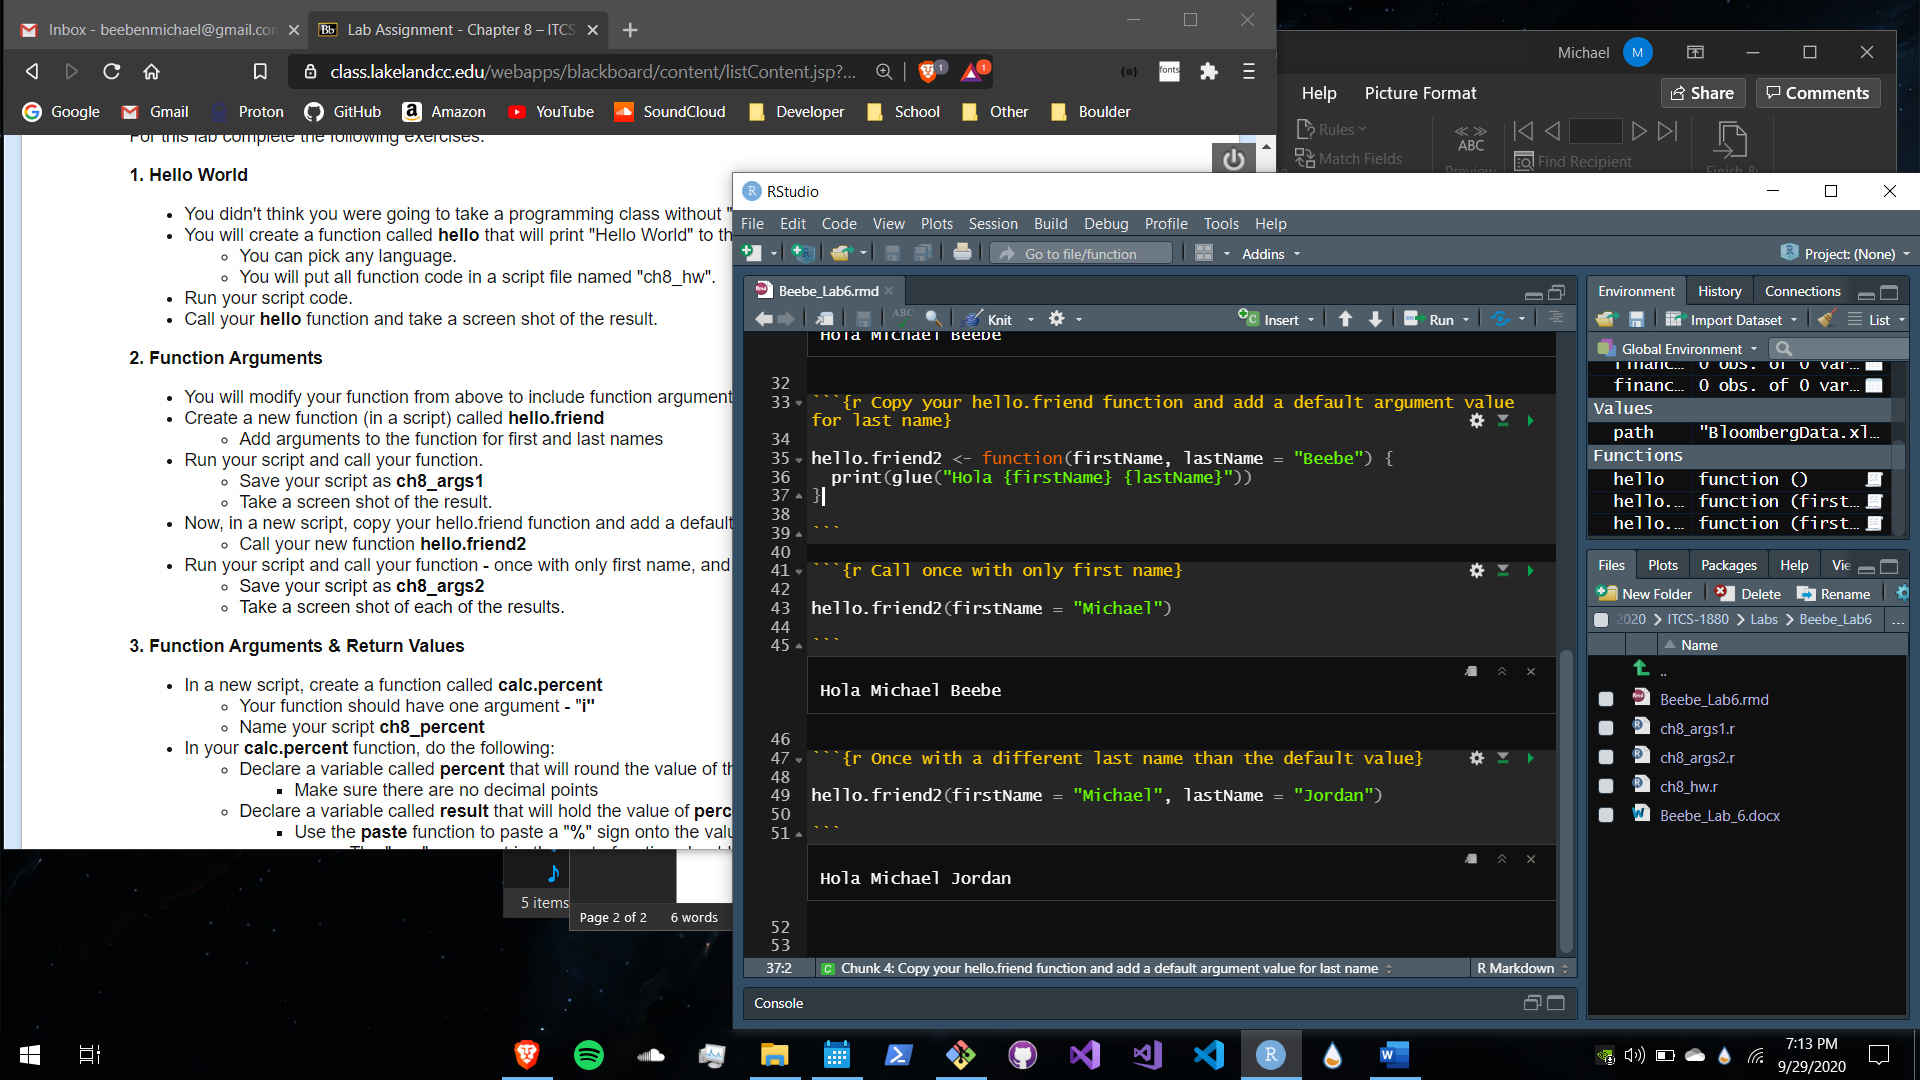 Inbox - beebenmichael@gmail.com
Lab Assignment - Chapter 8 – ITCS
class.lakelandcc.edu/webapps/blackboard/content/listContent.jsp?...
Google
Gmail
Proton
GitHub
Amazon
YouTube
SoundCloud
Developer
School
Other
Boulder
For this lab complete the following exercises.
1. Hello World
You didn't think you were going to take a programming class without "
You will create a function called hello that will print "Hello World" to th
You can pick any language.
You will put all function code in a script file named "ch8_hw".
Run your script code.
Call your hello function and take a screen shot of the result.
2. Function Arguments
You will modify your function from above to include function argument
Create a new function (in a script) called hello.friend
Add arguments to the function for first and last names
Run your script and call your function.
Save your script as ch8_args1
Take a screen shot of the result.
Now, in a new script, copy your hello.friend function and add a default
Call your new function hello.friend2
Run your script and call your function - once with only first name, and
Save your script as ch8_args2
Take a screen shot of each of the results.
3. Function Arguments & Return Values
In a new script, create a function called calc.percent
Your function should have one argument - "i"
Name your script ch8_percent
In your calc.percent function, do the following:
Declare a variable called percent that will round the value of th
Make sure there are no decimal points
Declare a variable called result that will hold the value of perc
Use the paste function to paste a "%" sign onto the valu
5 items
Page 2 of 2 6 words
Michael M
Help Picture Format
Share
Comments
Rules
Match Fields
ABC
Preview
Find Recipient
Finish &
RStudio
File Edit Code View Plots Session Build Debug Profile Tools Help
Go to file/function
Addins
Project: (None)
Beebe_Lab6.rmd
ABC
Knit
Insert
Run
Hola Michael Beebe
32
33 ```{r Copy your hello.friend function and add a default argument value
for last name}
34
35 hello.friend2 <- function(firstName, lastName = "Beebe") {
36 print(glue("Hola {firstName} {lastName}"))
37 }
38
39 ```
40
41 ```{r Call once with only first name}
42
43 hello.friend2(firstName = "Michael")
44
45 ```
Hola Michael Beebe
46
47 ```{r Once with a different last name than the default value}
48
49 hello.friend2(firstName = "Michael", lastName = "Jordan")
50
51 ```
Hola Michael Jordan
52
53
37:2 Chunk 4: Copy your hello.friend function and add a default argument value for last name R Markdown
Console
Environment History Connections
Import Dataset List
Global Environment
financ… 0 obs. of 0 var…
financ… 0 obs. of 0 var…
Values
path "BloombergData.xl…
Functions
hello function ()
hello.… function (first…
hello.… function (first…
Files Plots Packages Help Vie
New Folder Delete Rename
2020 ITCS-1880 Labs Beebe_Lab6 ...
Name
..
Beebe_Lab6.rmd
ch8_args1.r
ch8_args2.r
ch8_hw.r
Beebe_Lab_6.docx
7:13 PM
9/29/2020